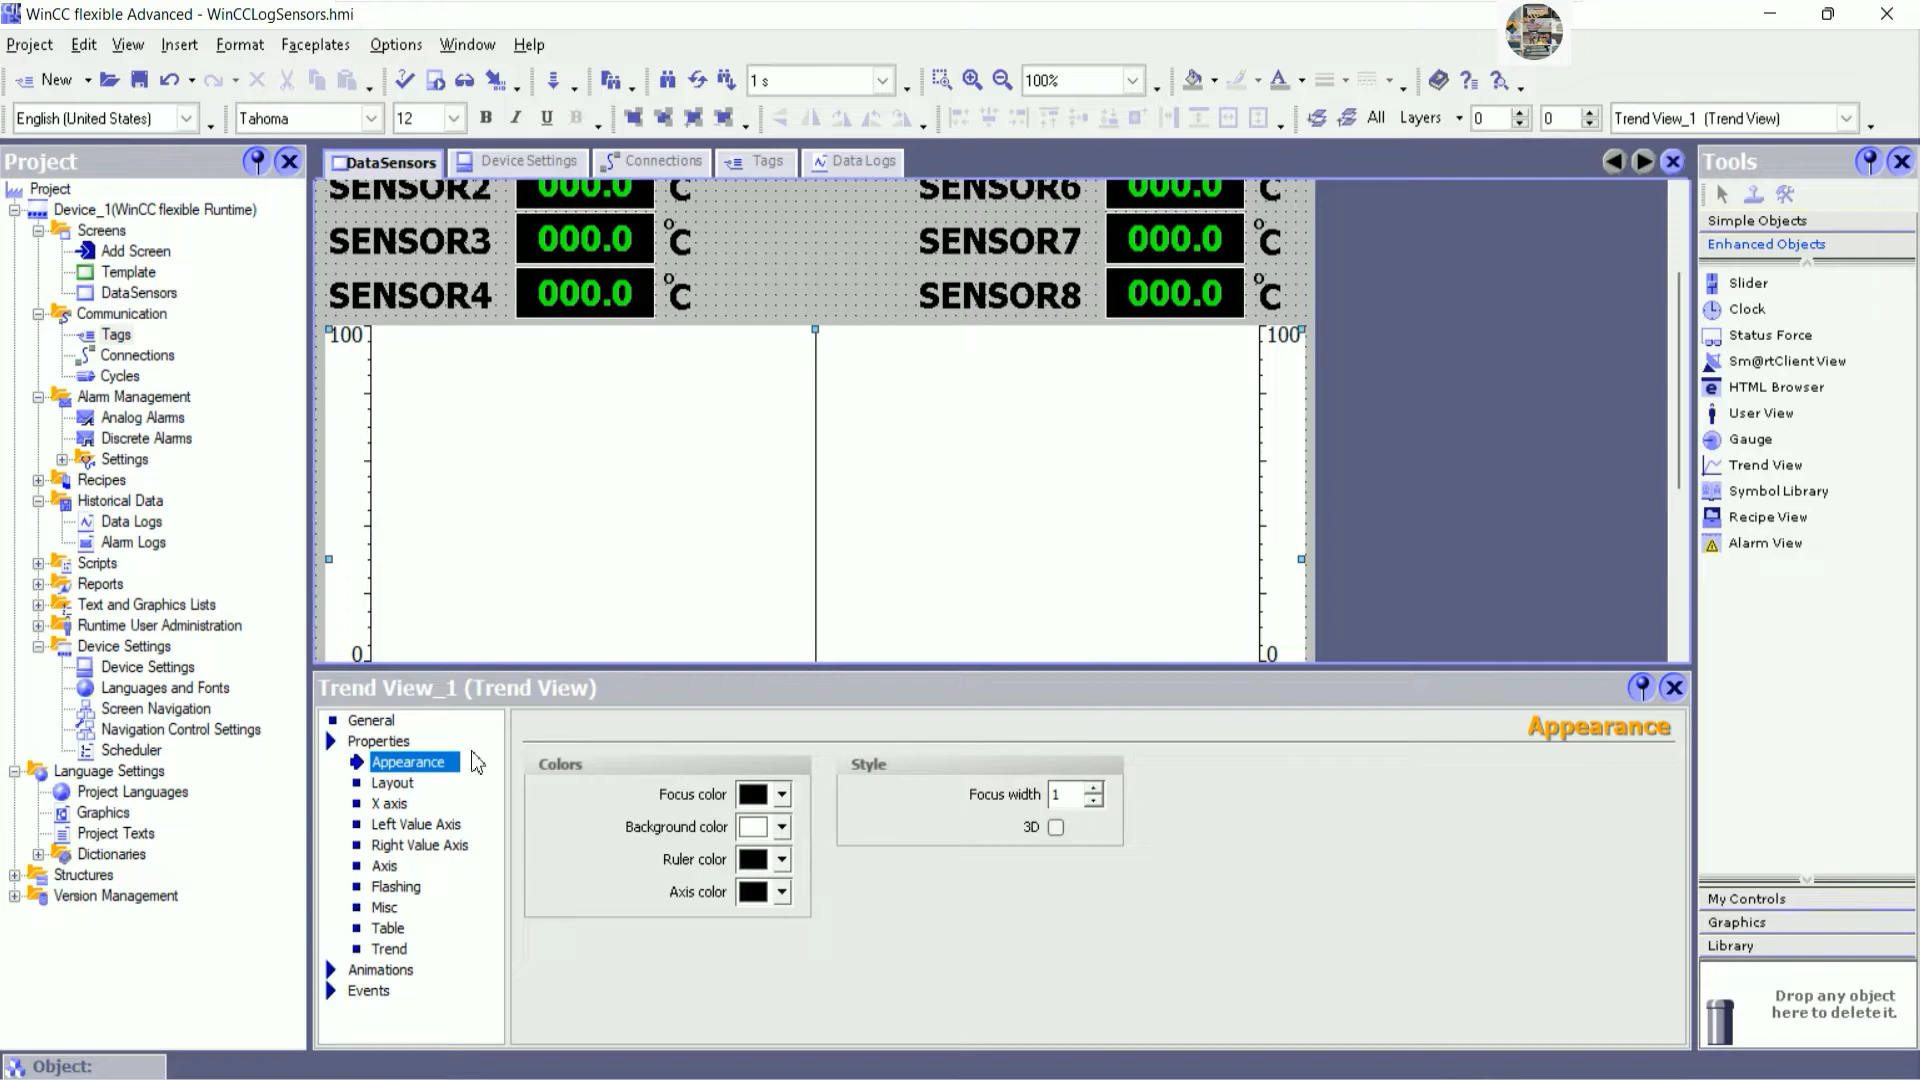 WinCC flexible Advanced - WinCCLogSensors.hmi
Project Edit View Insert Format Faceplates Options Window Help
New 1 s 100%
English (United States) Tahoma 12 B I U B All Layers 0 0 Trend View_1 (Trend View)
Project
Project
Device_1(WinCC flexible Runtime)
Screens
Add Screen
Template
DataSensors
Communication
Tags
Connections
Cycles
Alarm Management
Analog Alarms
Discrete Alarms
Settings
Recipes
Historical Data
Data Logs
Alarm Logs
Scripts
Reports
Text and Graphics Lists
Runtime User Administration
Device Settings
Device Settings
Languages and Fonts
Screen Navigation
Navigation Control Settings
Scheduler
Language Settings
Project Languages
Graphics
Project Texts
Dictionaries
Structures
Version Management
DataSensors Device Settings Connections Tags Data Logs
SENSOR2 000.0 °C SENSOR6 000.0 °C
SENSOR3 000.0 °C SENSOR7 000.0 °C
SENSOR4 000.0 °C SENSOR8 000.0 °C
100 100
0 0
Trend View_1 (Trend View)
General
Properties
Appearance
Layout
X axis
Left Value Axis
Right Value Axis
Axis
Flashing
Misc
Table
Trend
Animations
Events
Appearance
Colors
Focus color
Background color
Ruler color
Axis color
Style
Focus width 1
3D
Tools
Simple Objects
Enhanced Objects
Slider
Clock
Status Force
Sm@rtClient View
HTML Browser
User View
Gauge
Trend View
Symbol Library
Recipe View
Alarm View
My Controls
Graphics
Library
Drop any object
here to delete it.
Object: